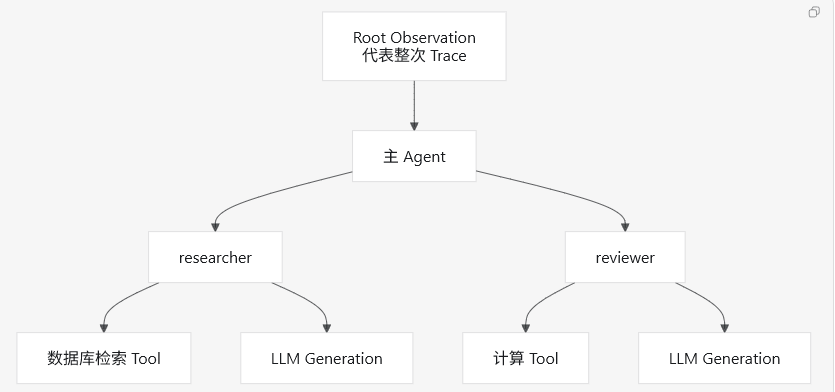 Root Observation
代表整次 Trace
主 Agent
researcher
reviewer
数据库检索 Tool
LLM Generation
计算 Tool
LLM Generation